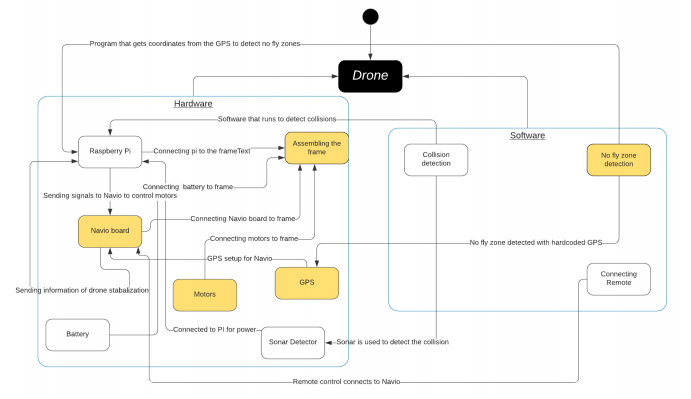 Program that gets coordinates from the GPS to detect no fly zones
Drone
Hardware
Software that runs to detect collisions
Software
Raspberry Pi
Connecting pi to the frameText
Assembling the
frame
Collision
detection
No fly zone
detection
Connecting battery to frame
Sending signals to Navio to control motors
Connecting Navio board to frame
Navio board
Connecting motors to frame
No fly zone detected with hardcoded GPS
GPS setup for Navio
Connecting
Remote
GPS
Motors
Sending information of drone stabalization
Battery
Connected to PI for power
Sonar Detector
Sonar is used to detect the collision
Remote control connects to Navio